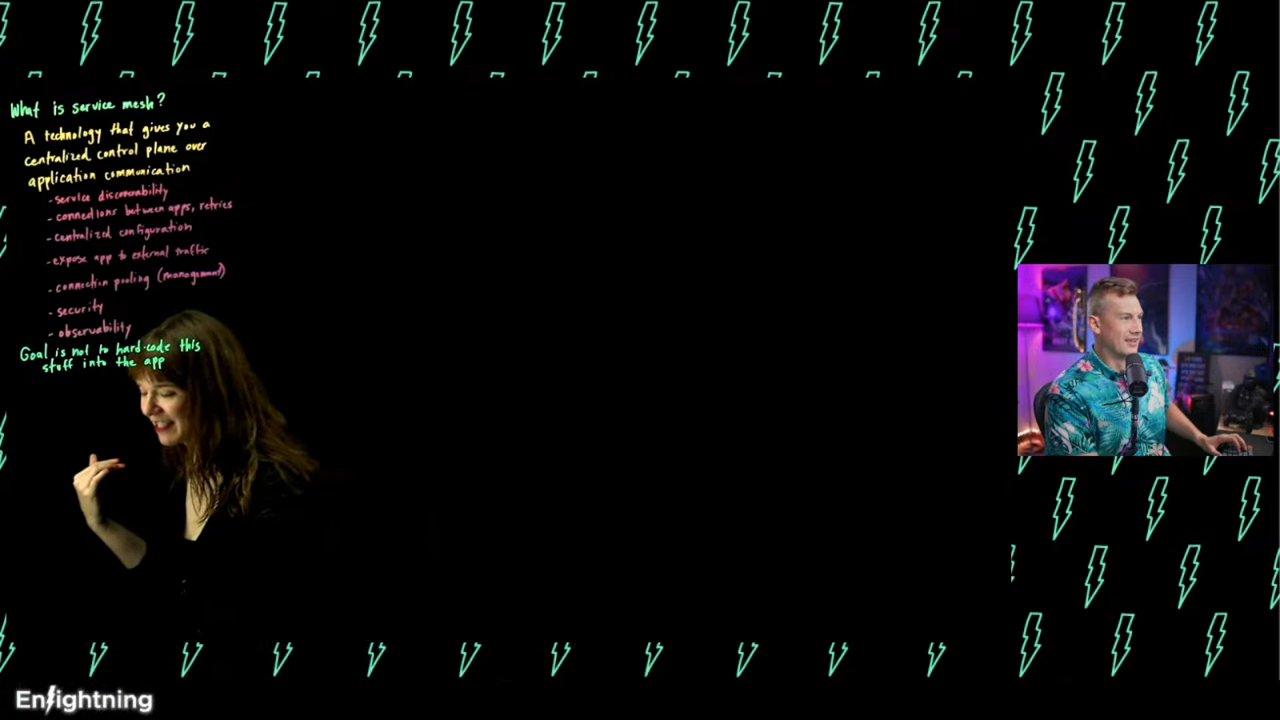 What is service mesh?
A technology that gives you a
centralized control plane over
application communication
- service discoverability
- connections between apps, retries
- centralized configuration
- expose app to external traffic
- connection pooling (management)
- security
- observability
Goal is not to hard-code this
stuff into the app
Enlightning